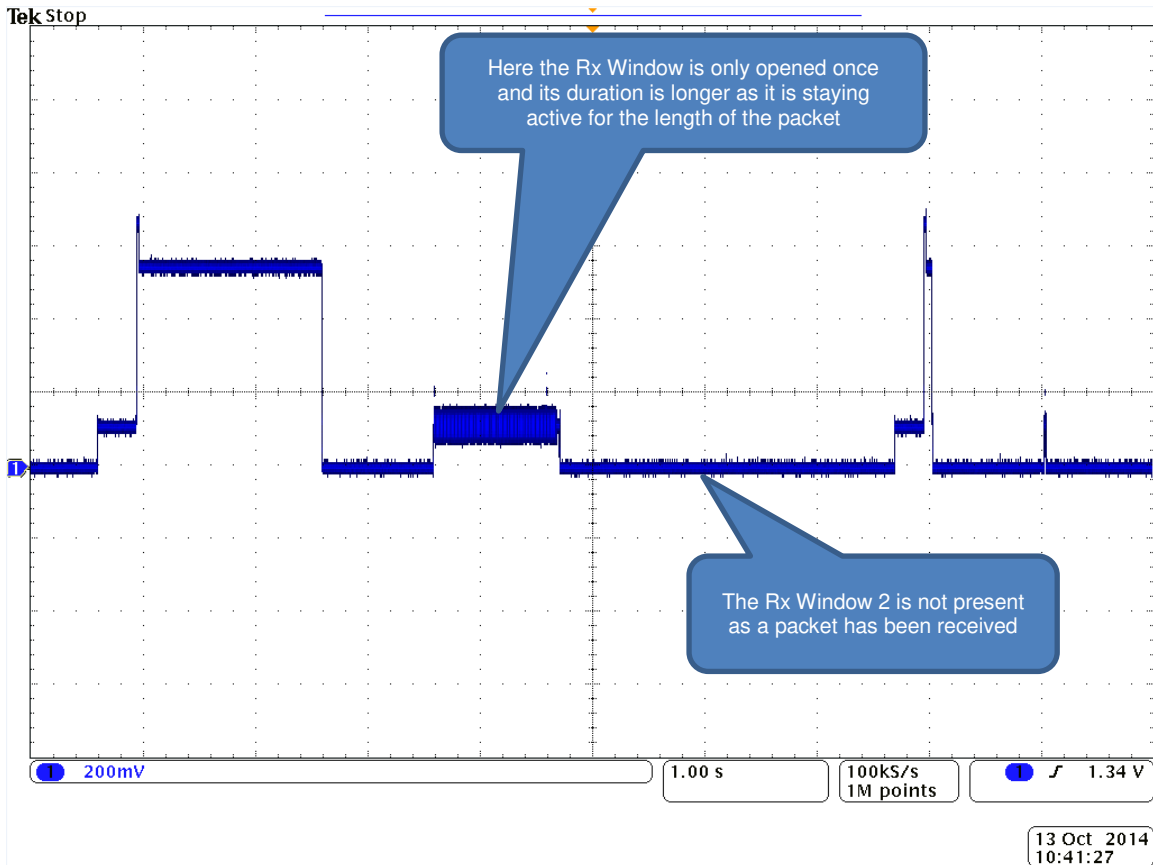 Tek Stop
Here the Rx Window is only opened once
and its duration is longer as it is staying
active for the length of the packet
1
The Rx Window 2 is not present
as a packet has been received
1 200mV
1.00 s
100kS/s
1M points
1 ƒ 1.34 V
13 Oct 2014
10:41:27